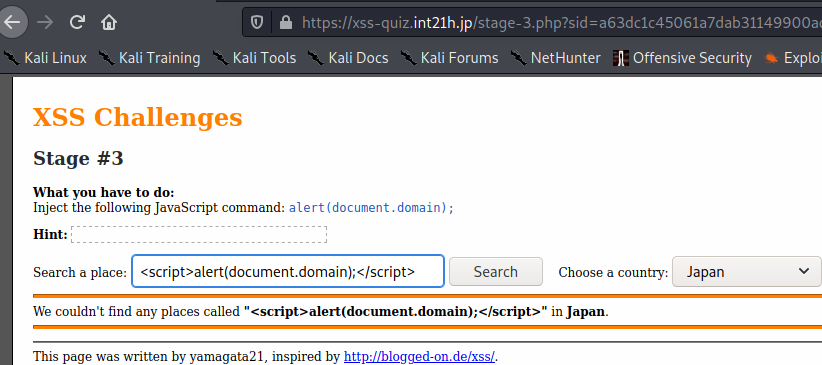 https://xss-quiz.int21h.jp/stage-3.php?sid=a63dc1c45061a7dab31149900a
Kali Linux Kali Training Kali Tools Kali Docs Kali Forums NetHunter Offensive Security Exploi
XSS Challenges
Stage #3
What you have to do:
Inject the following JavaScript command: alert(document.domain);
Hint:
Search a place: <script>alert(document.domain);</script> Search Choose a country: Japan
We couldn't find any places called "<script>alert(document.domain);</script>" in Japan.
This page was written by yamagata21, inspired by http://blogged-on.de/xss/.